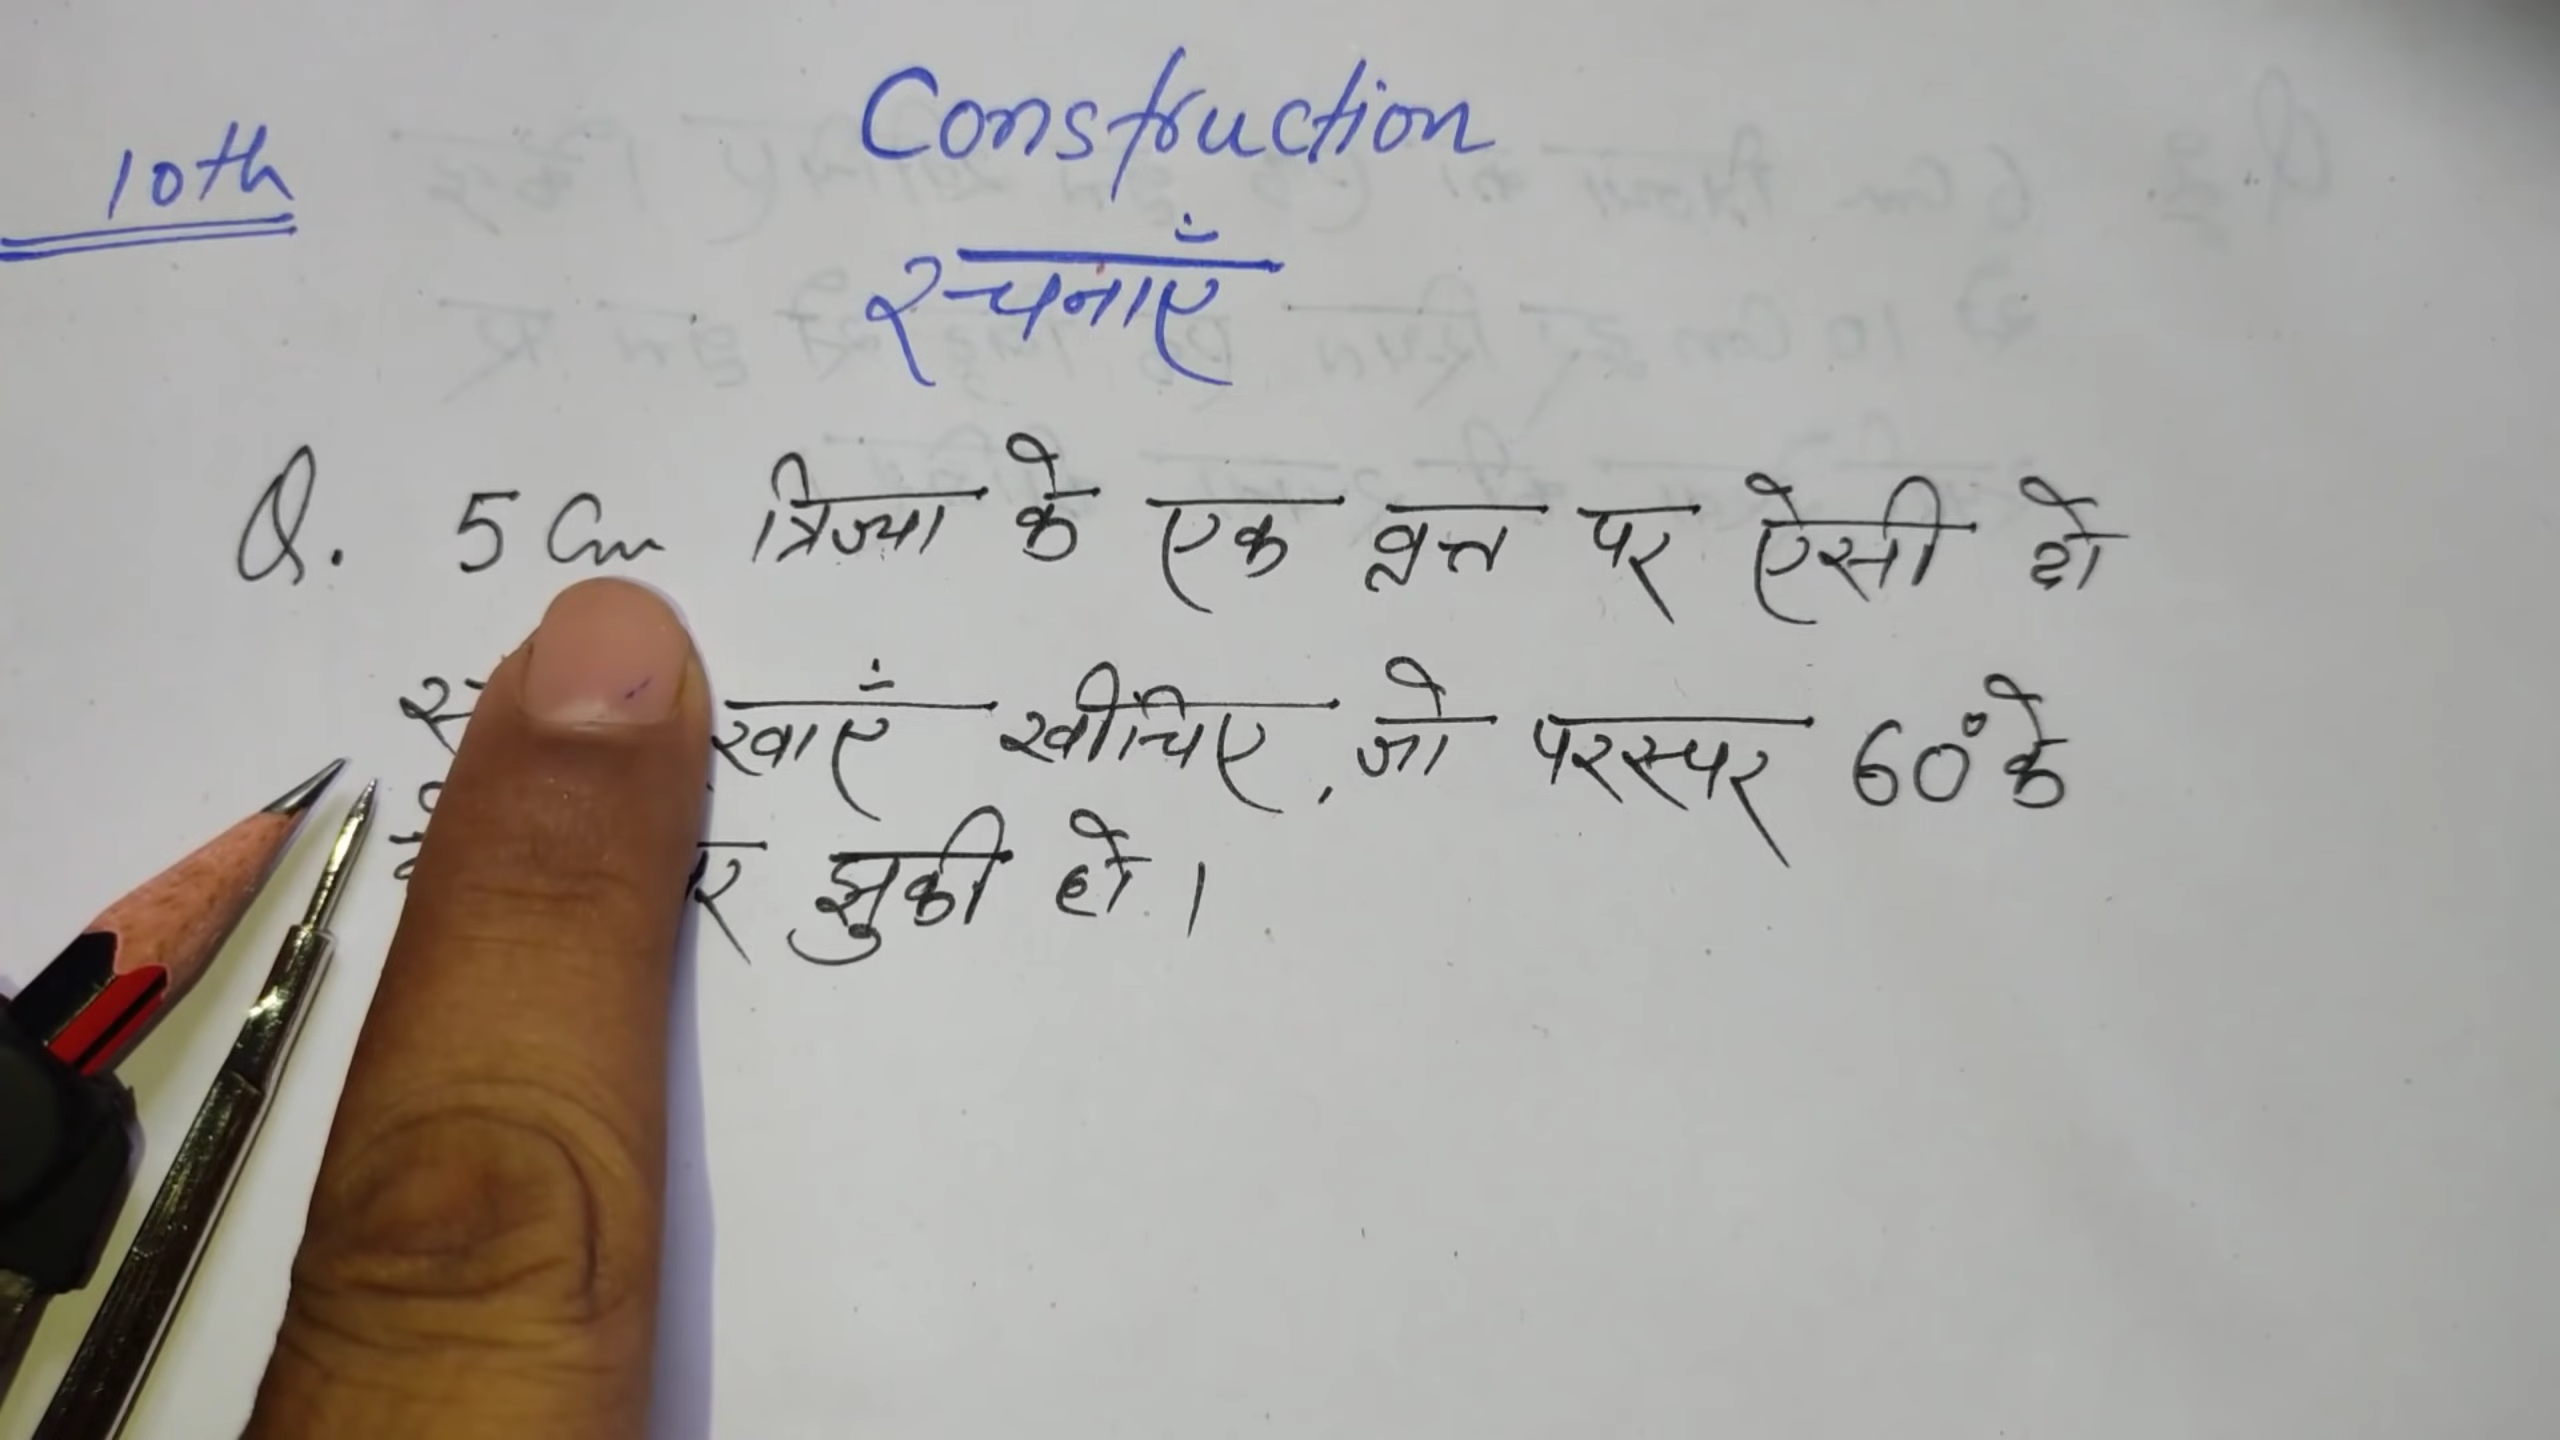 Construction
10th
रचनाएँ
Q. 5 Cm त्रिज्या के एक वृत्त पर ऐसी दो
खाएँ खींचिए, जो परस्पर 60° के
झुकी हो।